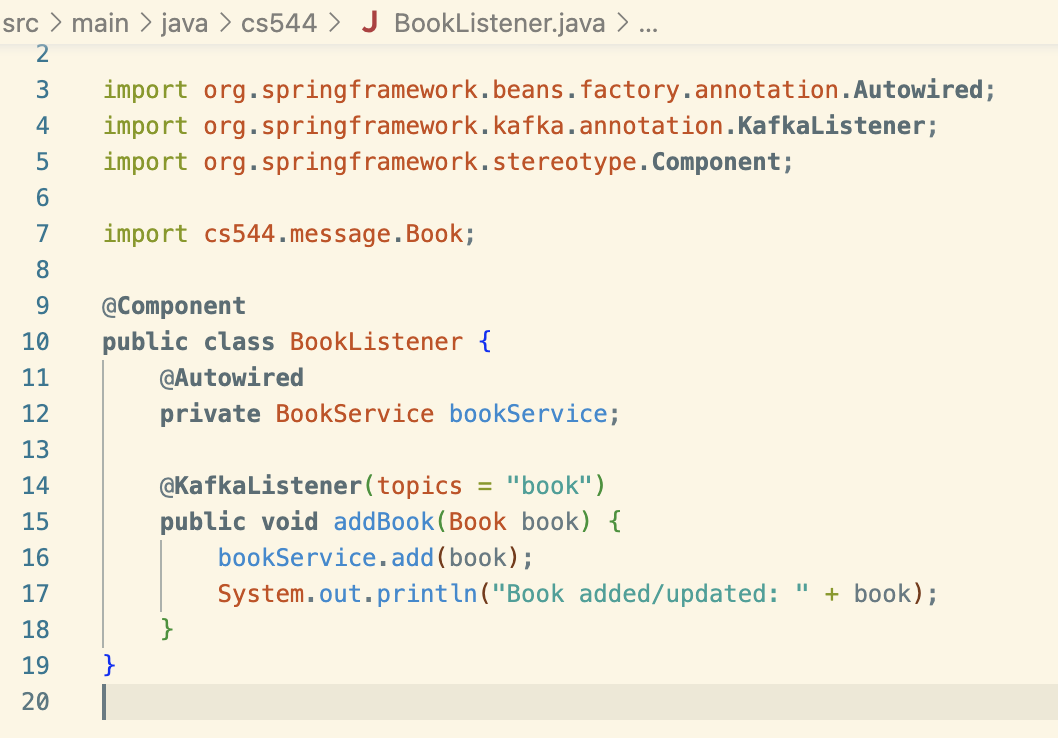 src > main > java > cs544 > J BookListener.java > ...
2
3 import org.springframework.beans.factory.annotation.Autowired;
4 import org.springframework.kafka.annotation.KafkaListener;
5 import org.springframework.stereotype.Component;
6
7 import cs544.message.Book;
8
9 @Component
10 public class BookListener {
11     @Autowired
12     private BookService bookService;
13
14     @KafkaListener(topics = "book")
15     public void addBook(Book book) {
16         bookService.add(book);
17         System.out.println("Book added/updated: " + book);
18     }
19 }
20